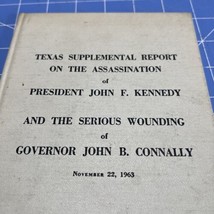 TEXAS SUPPLEMENTAL REPORT
ON THE ASSASSINATION
of
PRESIDENT JOHN F. KENNEDY
AND THE SERIOUS WOUNDING
of
GOVERNOR JOHN B. CONNALLY
NOVEMBER 22, 1963